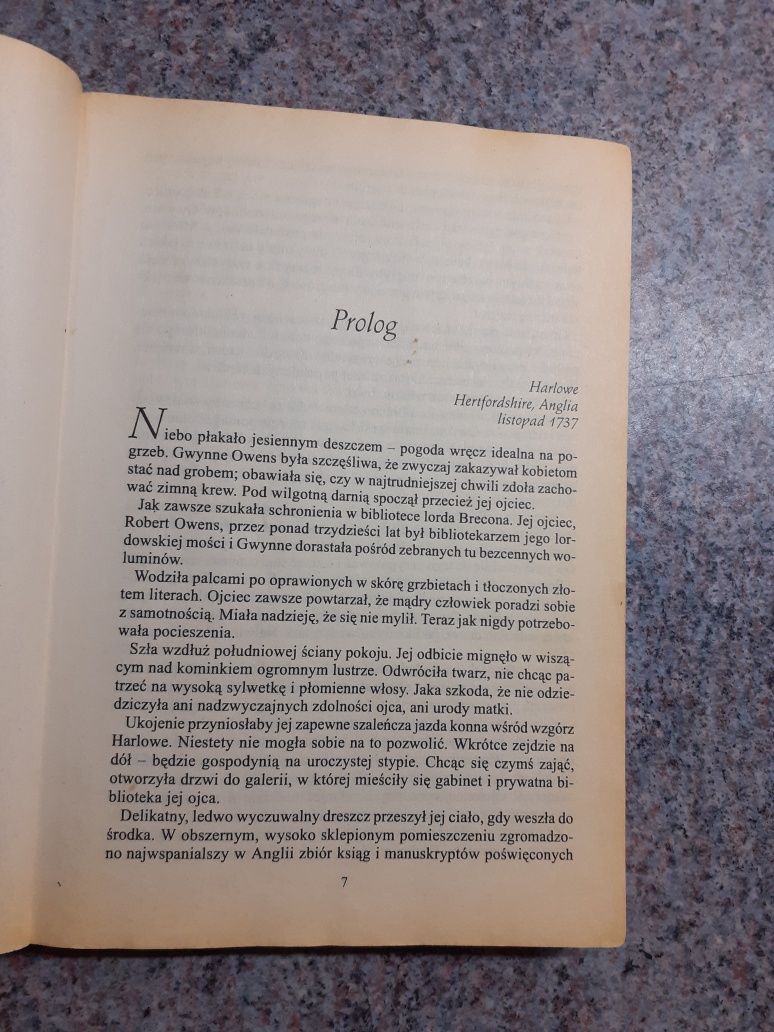 Prolog
Harlowe
Hertfordshire, Anglia
listopad 1737
Niebo płakało jesiennym deszczem – pogoda wręcz idealna na po-
grzeb. Gwynne Owens była szczęśliwa, że zwyczaj zakazywał kobietom
stać nad grobem; obawiała się, czy w najtrudniejszej chwili zdoła zacho-
wać zimną krew. Pod wilgotną darnią spoczął przecież jej ojciec.
Jak zawsze szukała schronienia w bibliotece lorda Brecona. Jej ojciec,
Robert Owens, przez ponad trzydzieści lat był bibliotekarzem jego lor-
dowskiej mości i Gwynne dorastała pośród zebranych tu bezcennych wo-
luminów.
Wodziła palcami po oprawionych w skórę grzbietach i tłoczonych zło-
tem literach. Ojciec zawsze powtarzał, że mądry człowiek poradzi sobie
z samotnością. Miała nadzieję, że się nie mylił. Teraz jak nigdy potrzebo-
wała pocieszenia.
Szła wzdłuż południowej ściany pokoju. Jej odbicie mignęło w wiszą-
cym nad kominkiem ogromnym lustrze. Odwróciła twarz, nie chcąc pa-
trzeć na wysoką sylwetkę i płomienne włosy. Jaka szkoda, że nie odzie-
dziczyła ani nadzwyczajnych zdolności ojca, ani urody matki.
Ukojenie przyniosłaby jej zapewne szaleńcza jazda konna wśród wzgórz
Harlowe. Niestety nie mogła sobie na to pozwolić. Wkrótce zejdzie na
dół – będzie gospodynią na uroczystej stypie. Chcąc się czymś zająć,
otworzyła drzwi do galerii, w której mieściły się gabinet i prywatna bi-
blioteka jej ojca.
Delikatny, ledwo wyczuwalny dreszcz przeszył jej ciało, gdy weszła do
środka. W obszernym, wysoko sklepionym pomieszczeniu zgromadzo-
no najwspanialszy w Anglii zbiór ksiąg i manuskryptów poświęconych
7